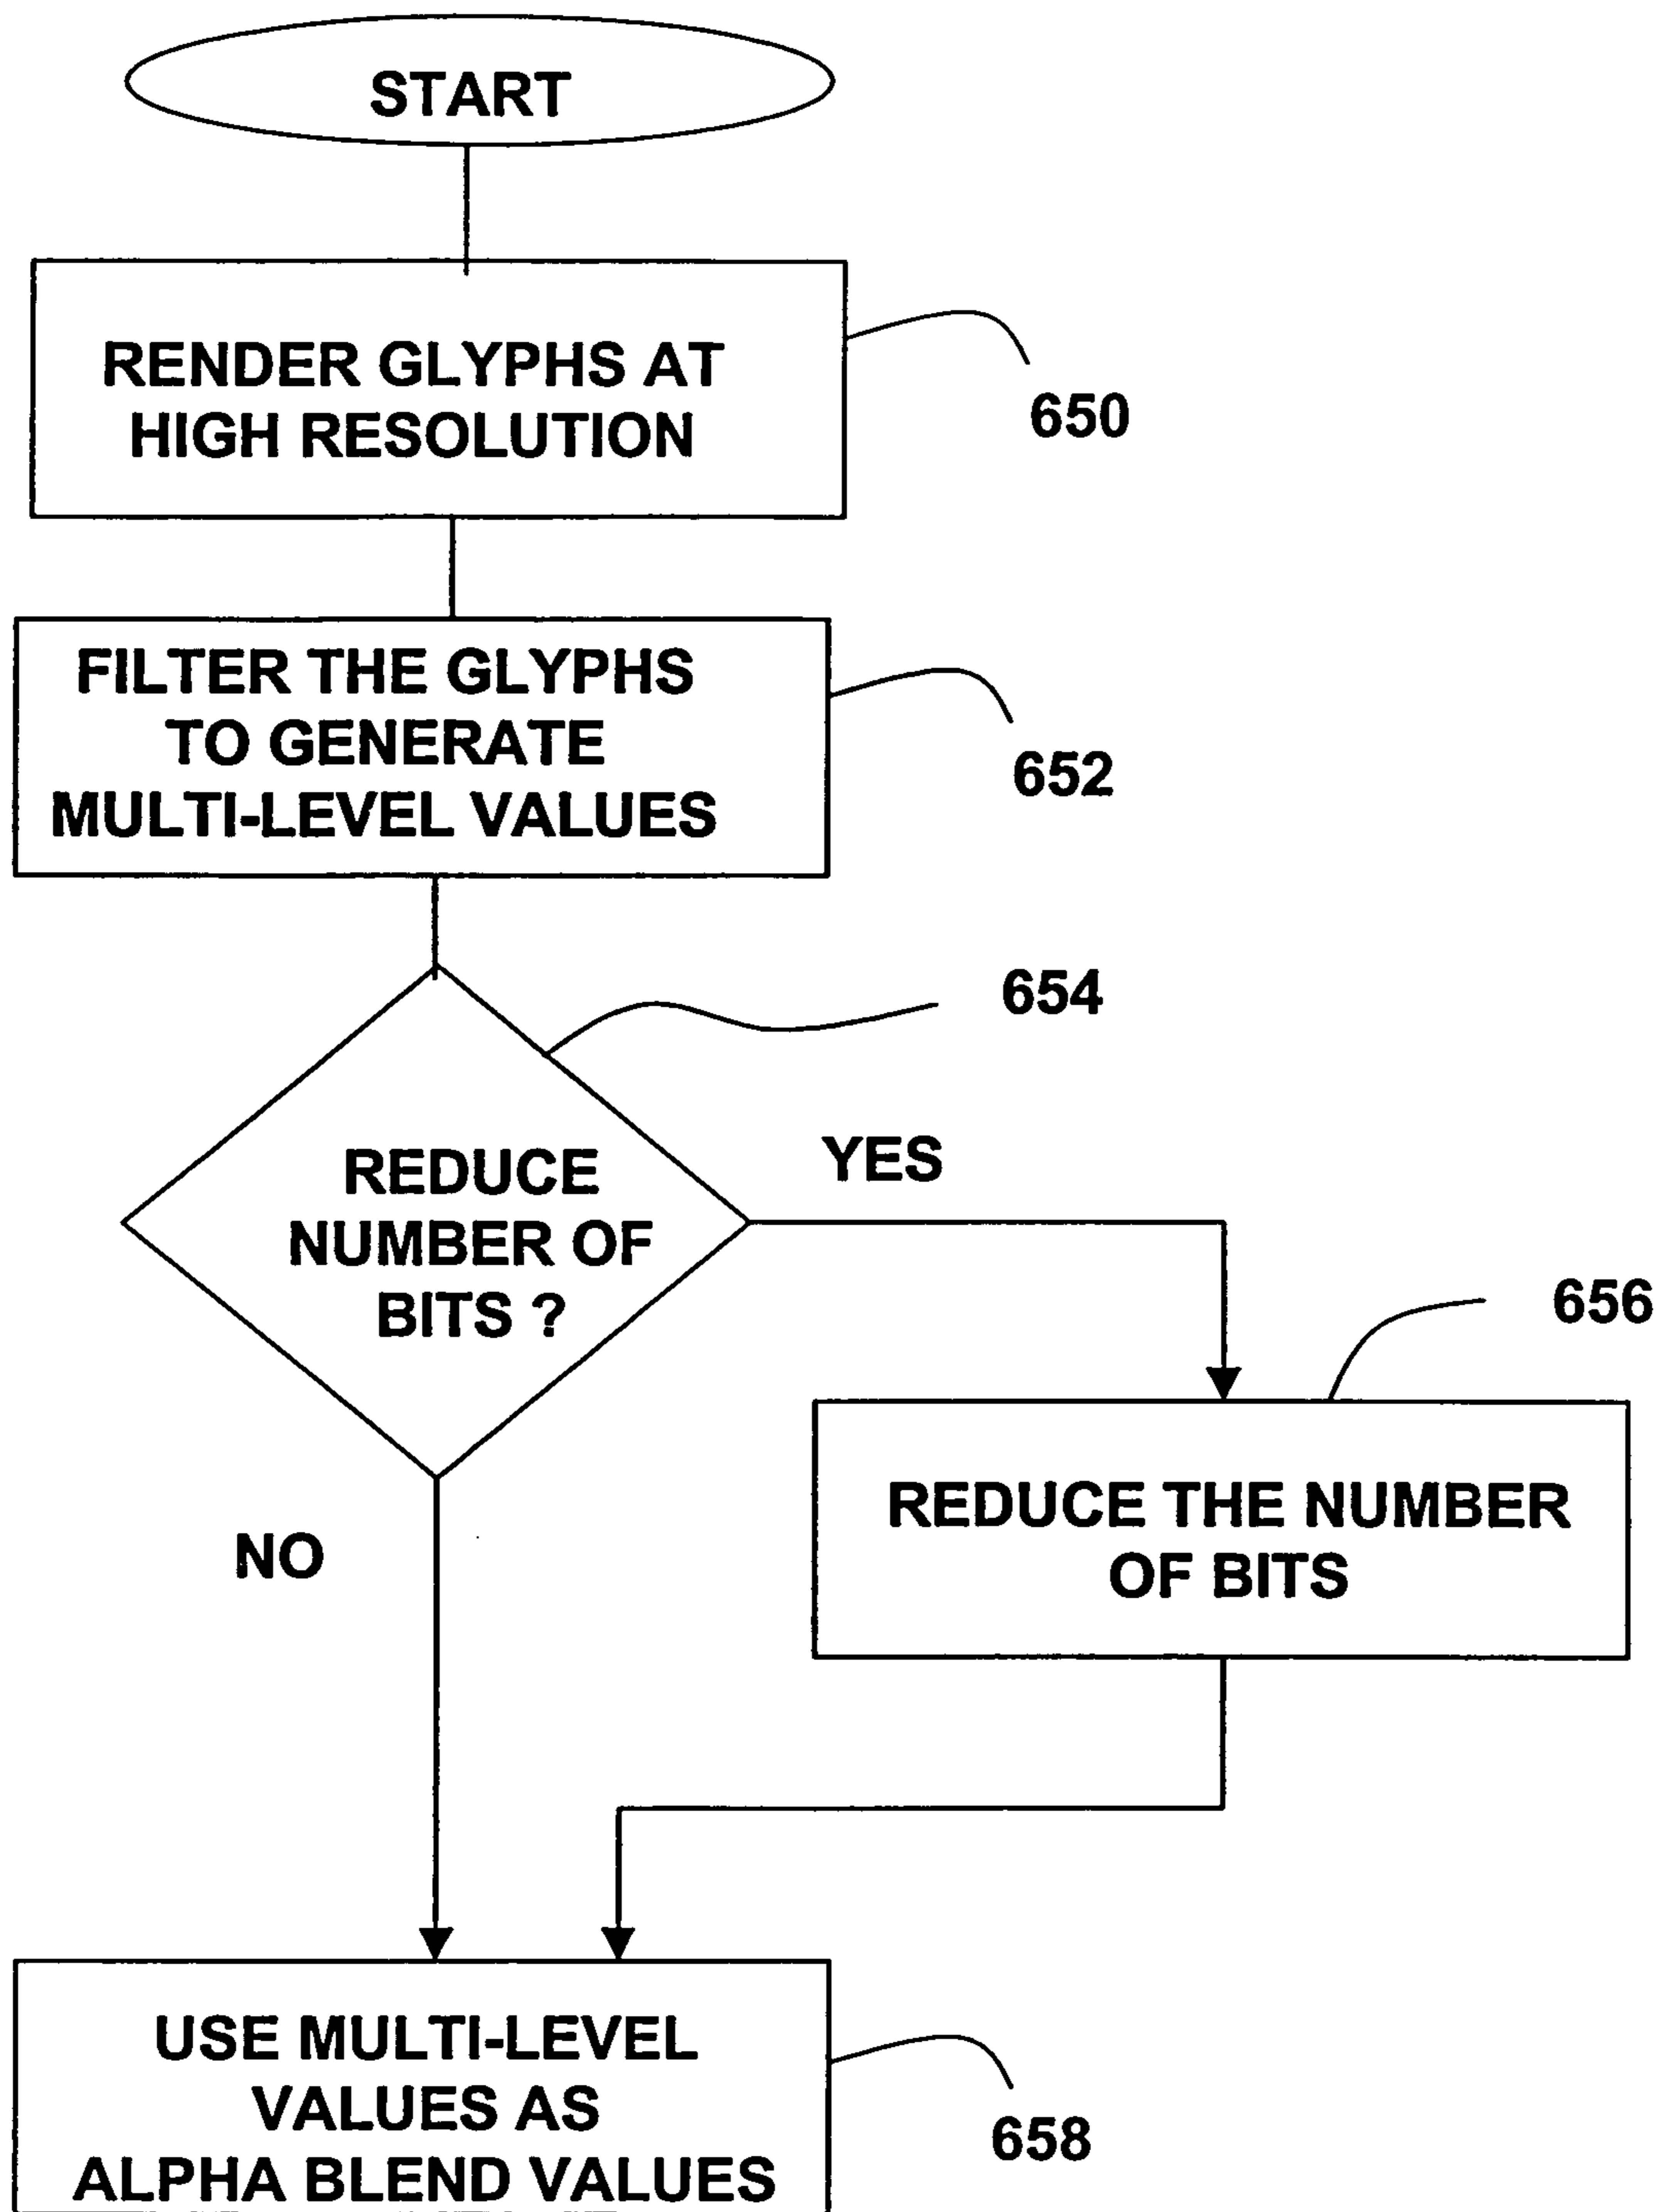 START
RENDER GLYPHS AT
HIGH RESOLUTION
650
FILTER THE GLYPHS
TO GENERATE
MULTI-LEVEL VALUES
652
654
REDUCE
NUMBER OF
BITS ?
YES
656
REDUCE THE NUMBER
OF BITS
NO
USE MULTI-LEVEL
VALUES AS
ALPHA BLEND VALUES
658